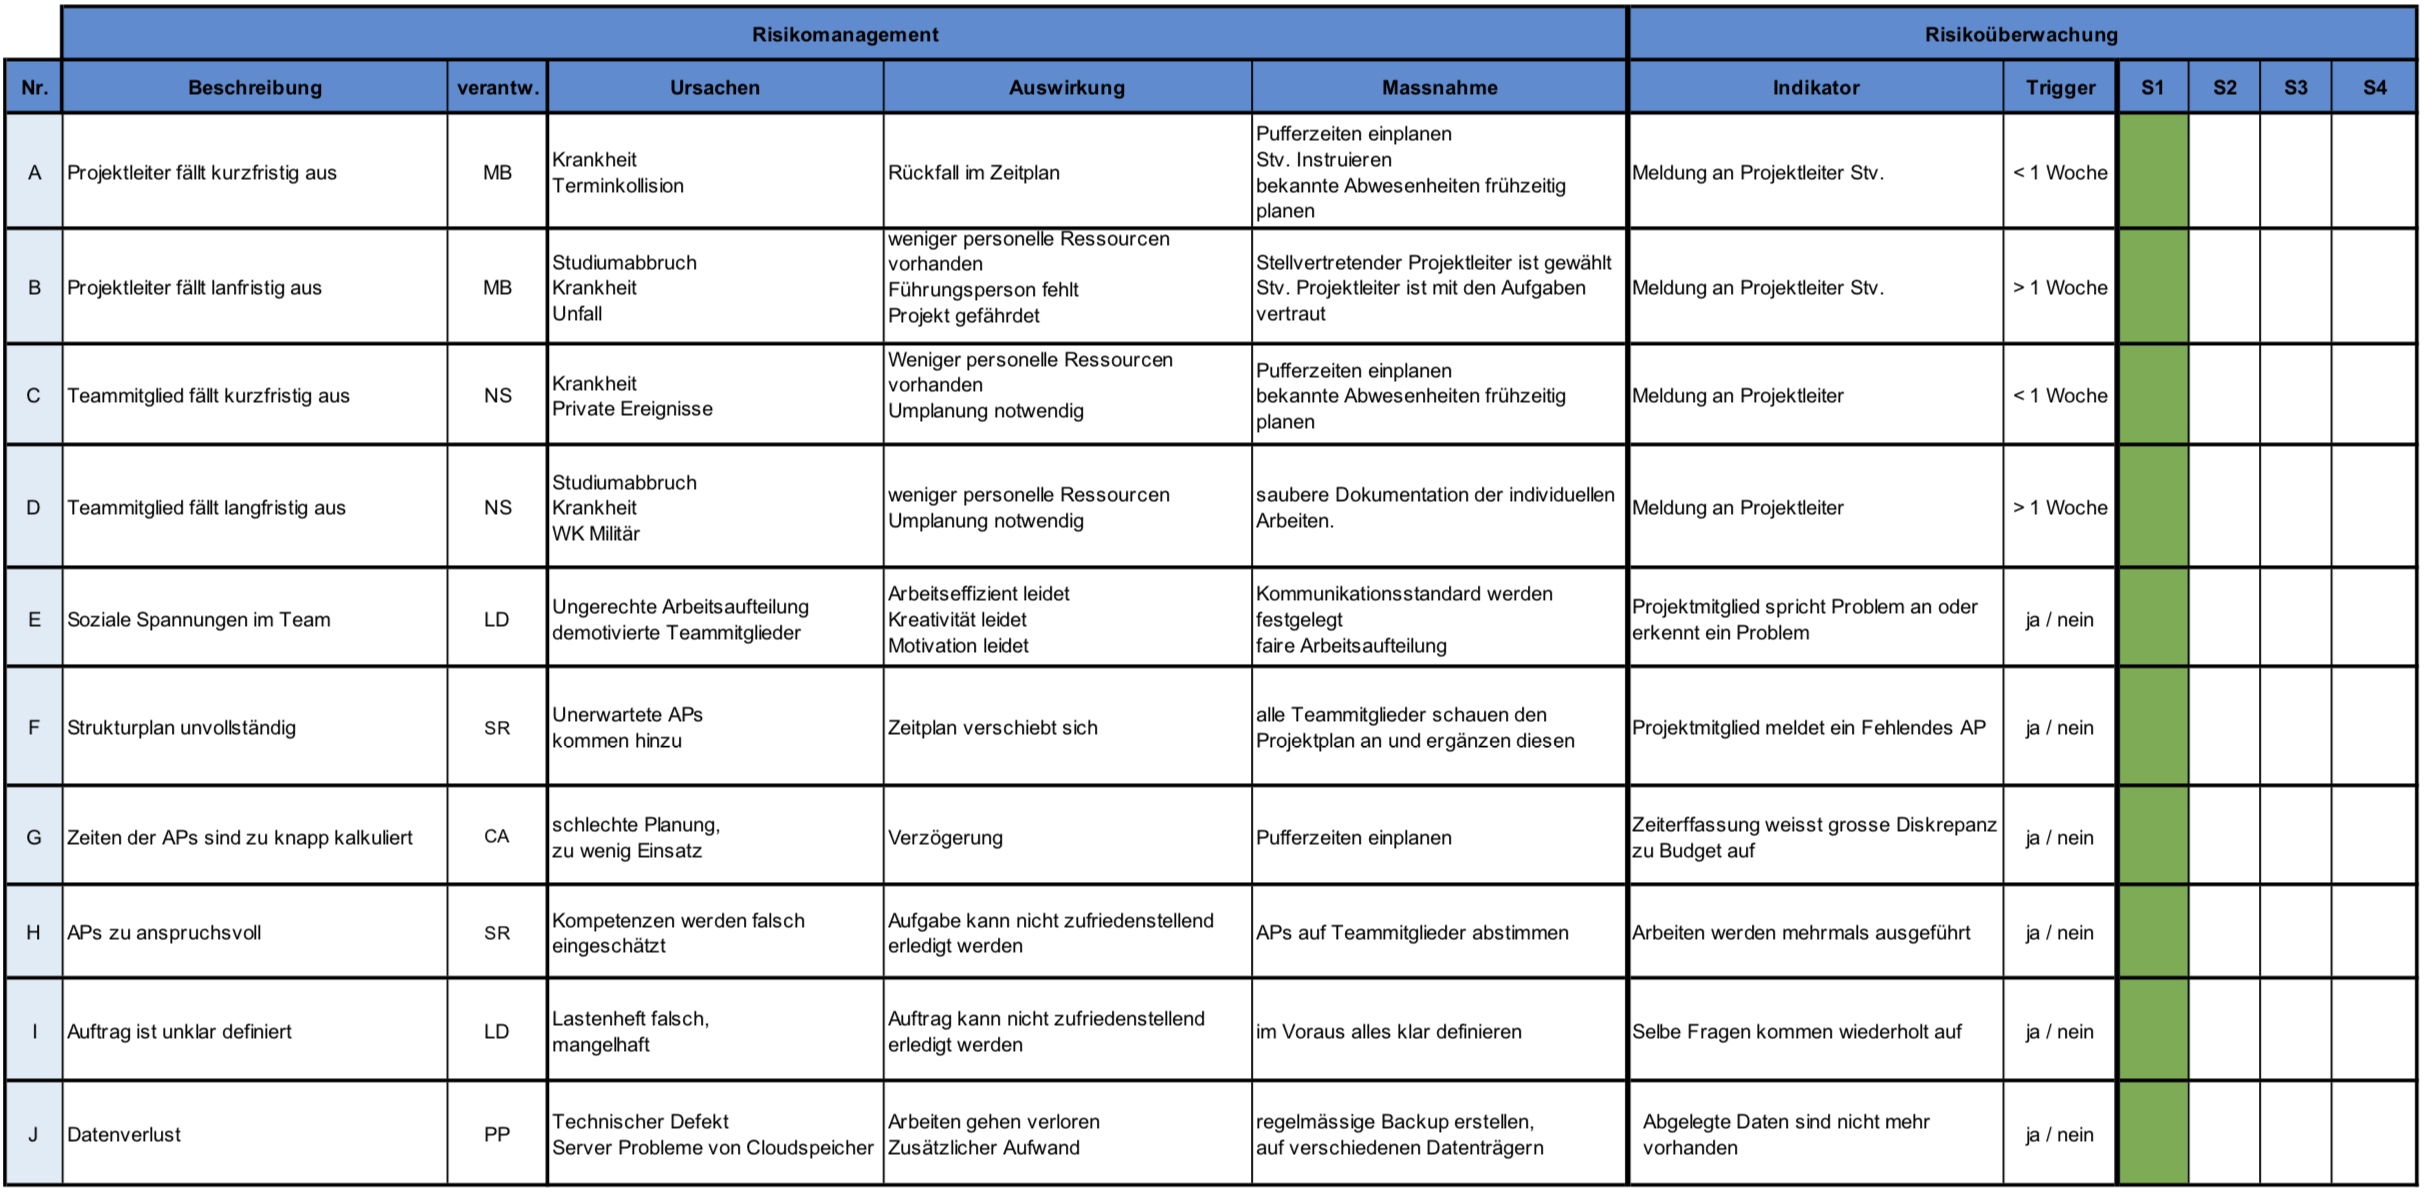 Risikomanagement
Risikoüberwachung
Nr.
Beschreibung
verantw.
Ursachen
Auswirkung
Massnahme
Indikator
Trigger
S1
S2
S3
S4
A
Projektleiter fällt kurzfristig aus
MB
Krankheit
Terminkollision
Rückfall im Zeitplan
Pufferzeiten einplanen
Stv. Instruieren
bekannte Abwesenheiten frühzeitig
planen
Meldung an Projektleiter Stv.
< 1 Woche
B
Projektleiter fällt lanfristig aus
MB
Studiumabbruch
Krankheit
Unfall
weniger personelle Ressourcen
vorhanden
Führungsperson fehlt
Projekt gefährdet
Stellvertretender Projektleiter ist gewählt
Stv. Projektleiter ist mit den Aufgaben
vertraut
Meldung an Projektleiter Stv.
> 1 Woche
C
Teammitglied fällt kurzfristig aus
NS
Krankheit
Private Ereignisse
Weniger personelle Ressourcen
vorhanden
Umplanung notwendig
Pufferzeiten einplanen
bekannte Abwesenheiten frühzeitig
planen
Meldung an Projektleiter
< 1 Woche
D
Teammitglied fällt langfristig aus
NS
Studiumabbruch
Krankheit
WK Militär
weniger personelle Ressourcen
Umplanung notwendig
saubere Dokumentation der individuellen
Arbeiten.
Meldung an Projektleiter
> 1 Woche
E
Soziale Spannungen im Team
LD
Ungerechte Arbeitsaufteilung
demotivierte Teammitglieder
Arbeitseffizient leidet
Kreativität leidet
Motivation leidet
Kommunikationsstandard werden
festgelegt
faire Arbeitsaufteilung
Projektmitglied spricht Problem an oder
erkennt ein Problem
ja / nein
F
Strukturplan unvollständig
SR
Unerwartete APs
kommen hinzu
Zeitplan verschiebt sich
alle Teammitglieder schauen den
Projektplan an und ergänzen diesen
Projektmitglied meldet ein Fehlendes AP
ja / nein
G
Zeiten der APs sind zu knapp kalkuliert
CA
schlechte Planung,
zu wenig Einsatz
Verzögerung
Pufferzeiten einplanen
Zeiterffassung weisst grosse Diskrepanz
zu Budget auf
ja / nein
H
APs zu anspruchsvoll
SR
Kompetenzen werden falsch
eingeschätzt
Aufgabe kann nicht zufriedenstellend
erledigt werden
APs auf Teammitglieder abstimmen
Arbeiten werden mehrmals ausgeführt
ja / nein
I
Auftrag ist unklar definiert
LD
Lastenheft falsch,
mangelhaft
Auftrag kann nicht zufriedenstellend
erledigt werden
im Voraus alles klar definieren
Selbe Fragen kommen wiederholt auf
ja / nein
J
Datenverlust
PP
Technischer Defekt
Server Probleme von Cloudspeicher
Arbeiten gehen verloren
Zusätzlicher Aufwand
regelmässige Backup erstellen,
auf verschiedenen Datenträgern
Abgelegte Daten sind nicht mehr
vorhanden
ja / nein